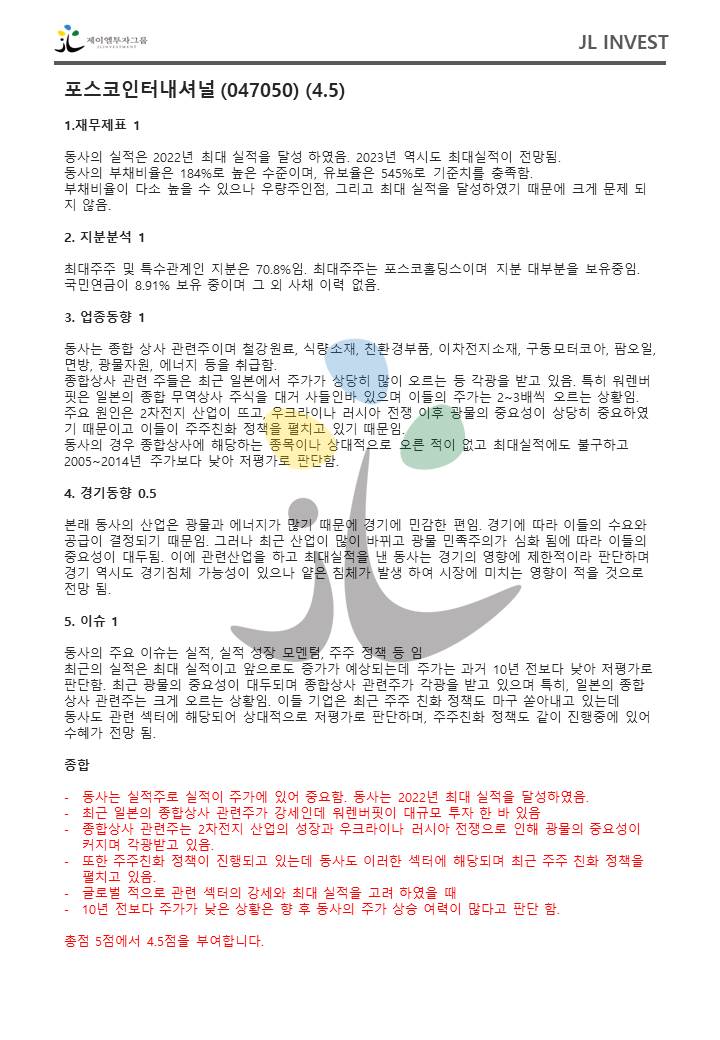 제이엘투자그룹
JL INVESTMENT
JL INVEST
포스코인터내셔널 (047050) (4.5)
1.재무제표 1
동사의 실적은 2022년 최대 실적을 달성 하였음. 2023년 역시도 최대실적이 전망됨.
동사의 부채비율은 184%로 높은 수준이며, 유보율은 545%로 기준치를 충족함.
부채비율이 다소 높을 수 있으나 우량주인점, 그리고 최대 실적을 달성하였기 때문에 크게 문제 되
지 않음.
2. 지분분석 1
최대주주 및 특수관계인 지분은 70.8%임. 최대주주는 포스코홀딩스이며 지분 대부분을 보유중임.
국민연금이 8.91% 보유 중이며 그 외 사채 이력 없음.
3. 업종동향 1
동사는 종합 상사 관련주이며 철강원료, 식량소재, 친환경부품, 이차전지소재, 구동모터코아, 팜오일,
면방, 광물자원, 에너지 등을 취급함.
종합상사 관련 주들은 최근 일본에서 주가가 상당히 많이 오르는 등 각광을 받고 있음. 특히 워렌버
핏은 일본의 종합 무역상사 주식을 대거 사들인바 있으며 이들의 주가는 2~3배씩 오르는 상황임.
주요 원인은 2차전지 산업이 뜨고, 우크라이나 러시아 전쟁 이후 광물의 중요성이 상당히 중요하였
기 때문이고 이들이 주주친화 정책을 펼치고 있기 때문임.
동사의 경우 종합상사에 해당하는 종목이나 상대적으로 오른 적이 없고 최대실적에도 불구하고
2005~2014년 주가보다 낮아 저평가로 판단함.
4. 경기동향 0.5
본래 동사의 산업은 광물과 에너지가 많기 때문에 경기에 민감한 편임. 경기에 따라 이들의 수요와
공급이 결정되기 때문임. 그러나 최근 산업이 많이 바뀌고 광물 민족주의가 심화 됨에 따라 이들의
중요성이 대두됨. 이에 관련산업을 하고 최대실적을 낸 동사는 경기의 영향에 제한적이라 판단하며
경기 역시도 경기침체 가능성이 있으나 얕은 침체가 발생 하여 시장에 미치는 영향이 적을 것으로
전망 됨.
5. 이슈 1
동사의 주요 이슈는 실적, 실적 성장 모멘텀, 주주 정책 등 임
최근의 실적은 최대 실적이고 앞으로도 증가가 예상되는데 주가는 과거 10년 전보다 낮아 저평가로
판단함. 최근 광물의 중요성이 대두되며 종합상사 관련주가 각광을 받고 있으며 특히, 일본의 종합
상사 관련주는 크게 오르는 상황임. 이들 기업은 최근 주주 친화 정책도 마구 쏟아내고 있는데
동사도 관련 섹터에 해당되어 상대적으로 저평가로 판단하며, 주주친화 정책도 같이 진행중에 있어
수혜가 전망 됨.
종합
- 동사는 실적주로 실적이 주가에 있어 중요함. 동사는 2022년 최대 실적을 달성하였음.
- 최근 일본의 종합상사 관련주가 강세인데 워렌버핏이 대규모 투자 한 바 있음
- 종합상사 관련주는 2차전지 산업의 성장과 우크라이나 러시아 전쟁으로 인해 광물의 중요성이
커지며 각광받고 있음.
- 또한 주주친화 정책이 진행되고 있는데 동사도 이러한 섹터에 해당되며 최근 주주 친화 정책을
펼치고 있음.
- 글로벌 적으로 관련 섹터의 강세와 최대 실적을 고려 하였을 때
- 10년 전보다 주가가 낮은 상황은 향 후 동사의 주가 상승 여력이 많다고 판단 함.
총점 5점에서 4.5점을 부여합니다.